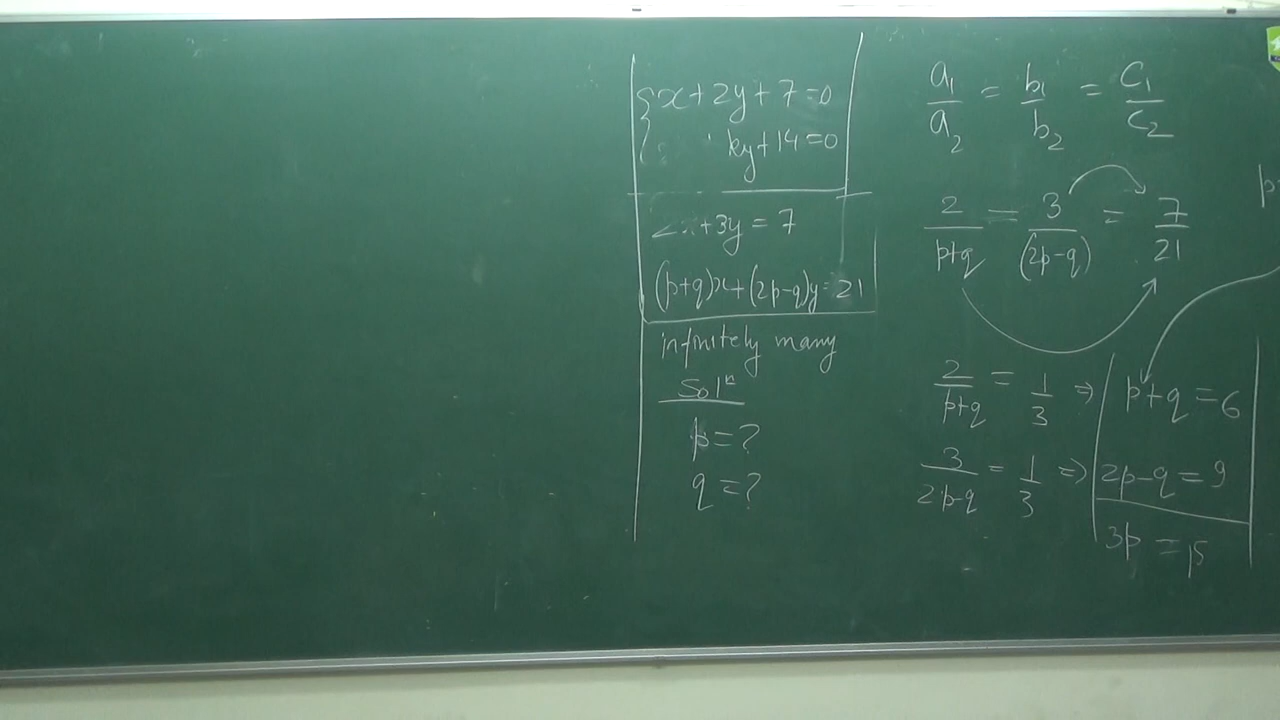 x+2y+7=0
ky+14=0
2x+3y=7
(p+q)x+(2p-q)y=21
infinitely many
Solⁿ
p=?
q=?
a₁/a₂ = b₁/b₂ = c₁/c₂
2/(p+q) = 3/(2p-q) = 7/21
2/(p+q) = 1/3 ⇒ p+q=6
3/(2p-q) = 1/3 ⇒ 2p-q=9
3p=15